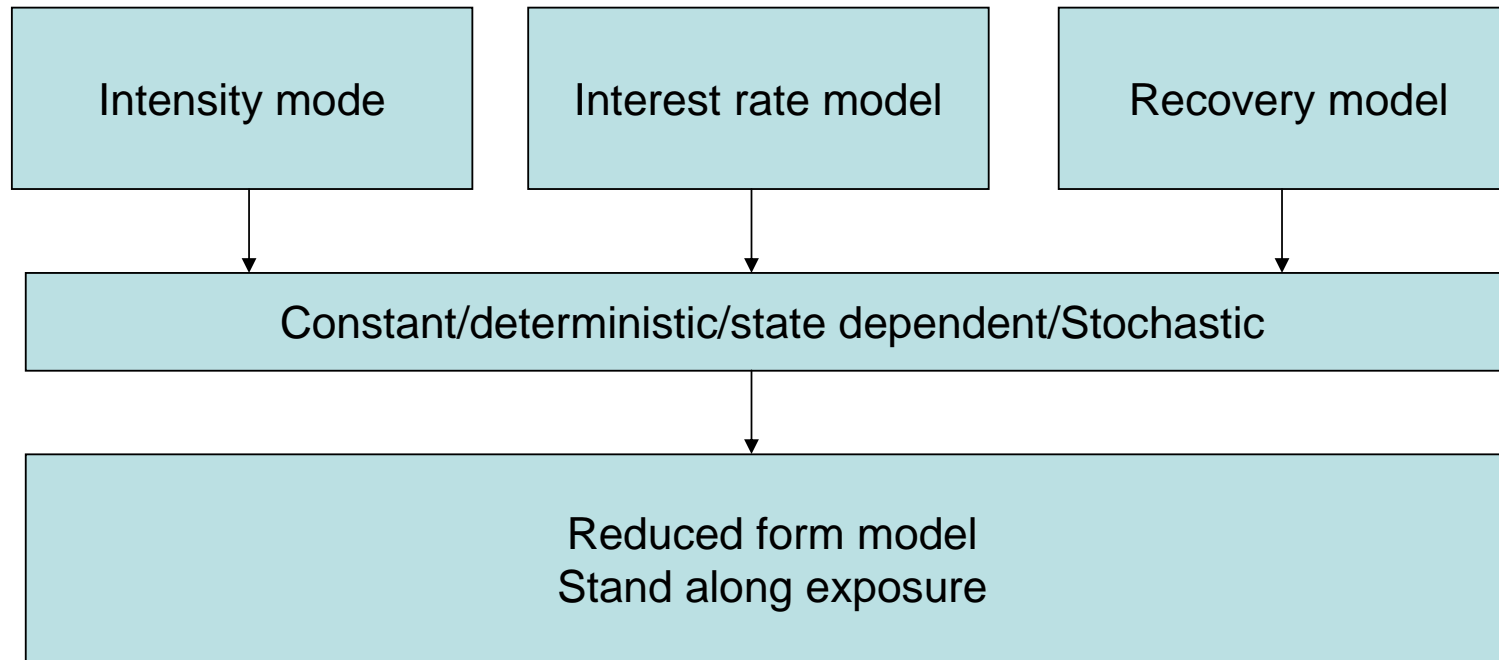 Intensity mode
Interest rate model
Recovery model
Constant/deterministic/state dependent/Stochastic
Reduced form model
Stand along exposure